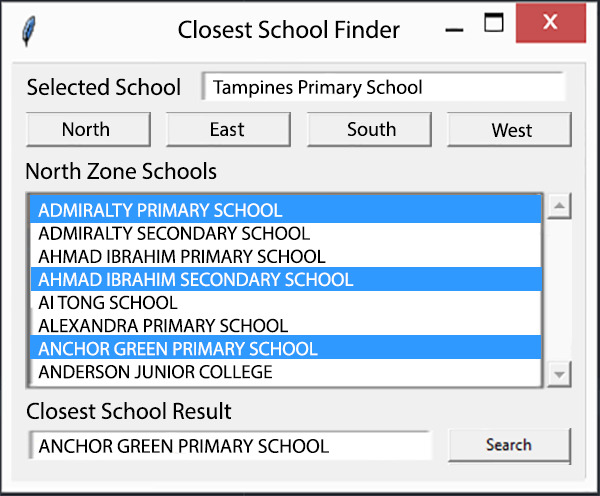 Closest School Finder
Selected School Tampines Primary School
North East South West
North Zone Schools
ADMIRALTY PRIMARY SCHOOL
ADMIRALTY SECONDARY SCHOOL
AHMAD IBRAHIM PRIMARY SCHOOL
AHMAD IBRAHIM SECONDARY SCHOOL
AI TONG SCHOOL
ALEXANDRA PRIMARY SCHOOL
ANCHOR GREEN PRIMARY SCHOOL
ANDERSON JUNIOR COLLEGE
Closest School Result
ANCHOR GREEN PRIMARY SCHOOL Search